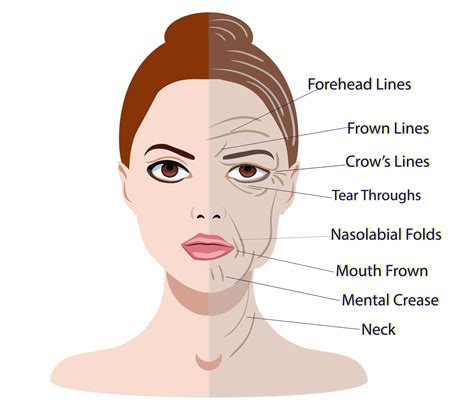 Forehead Lines
Frown Lines
Crow's Lines
Tear Throughs
Nasolabial Folds
Mouth Frown
Mental Crease
Neck